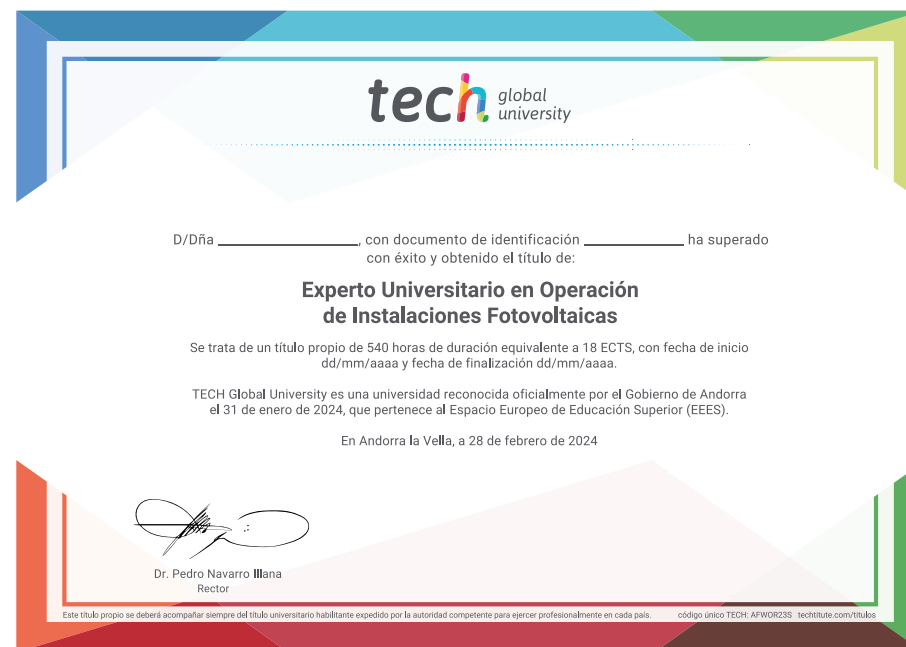 tech global university
D/Dña ____________________, con documento de identificación ______________ ha superado
con éxito y obtenido el título de:
Experto Universitario en Operación
de Instalaciones Fotovoltaicas
Se trata de un título propio de 540 horas de duración equivalente a 18 ECTS, con fecha de inicio
dd/mm/aaaa y fecha de finalización dd/mm/aaaa.
TECH Global University es una universidad reconocida oficialmente por el Gobierno de Andorra
el 31 de enero de 2024, que pertenece al Espacio Europeo de Educación Superior (EEES).
En Andorra la Vella, a 28 de febrero de 2024
Dr. Pedro Navarro Illana
Rector
Este título propio se deberá acompañar siempre del título universitario habilitante expedido por la autoridad competente para ejercer profesionalmente en cada país. código único TECH: AFWOR23S techtitute.com/titulos